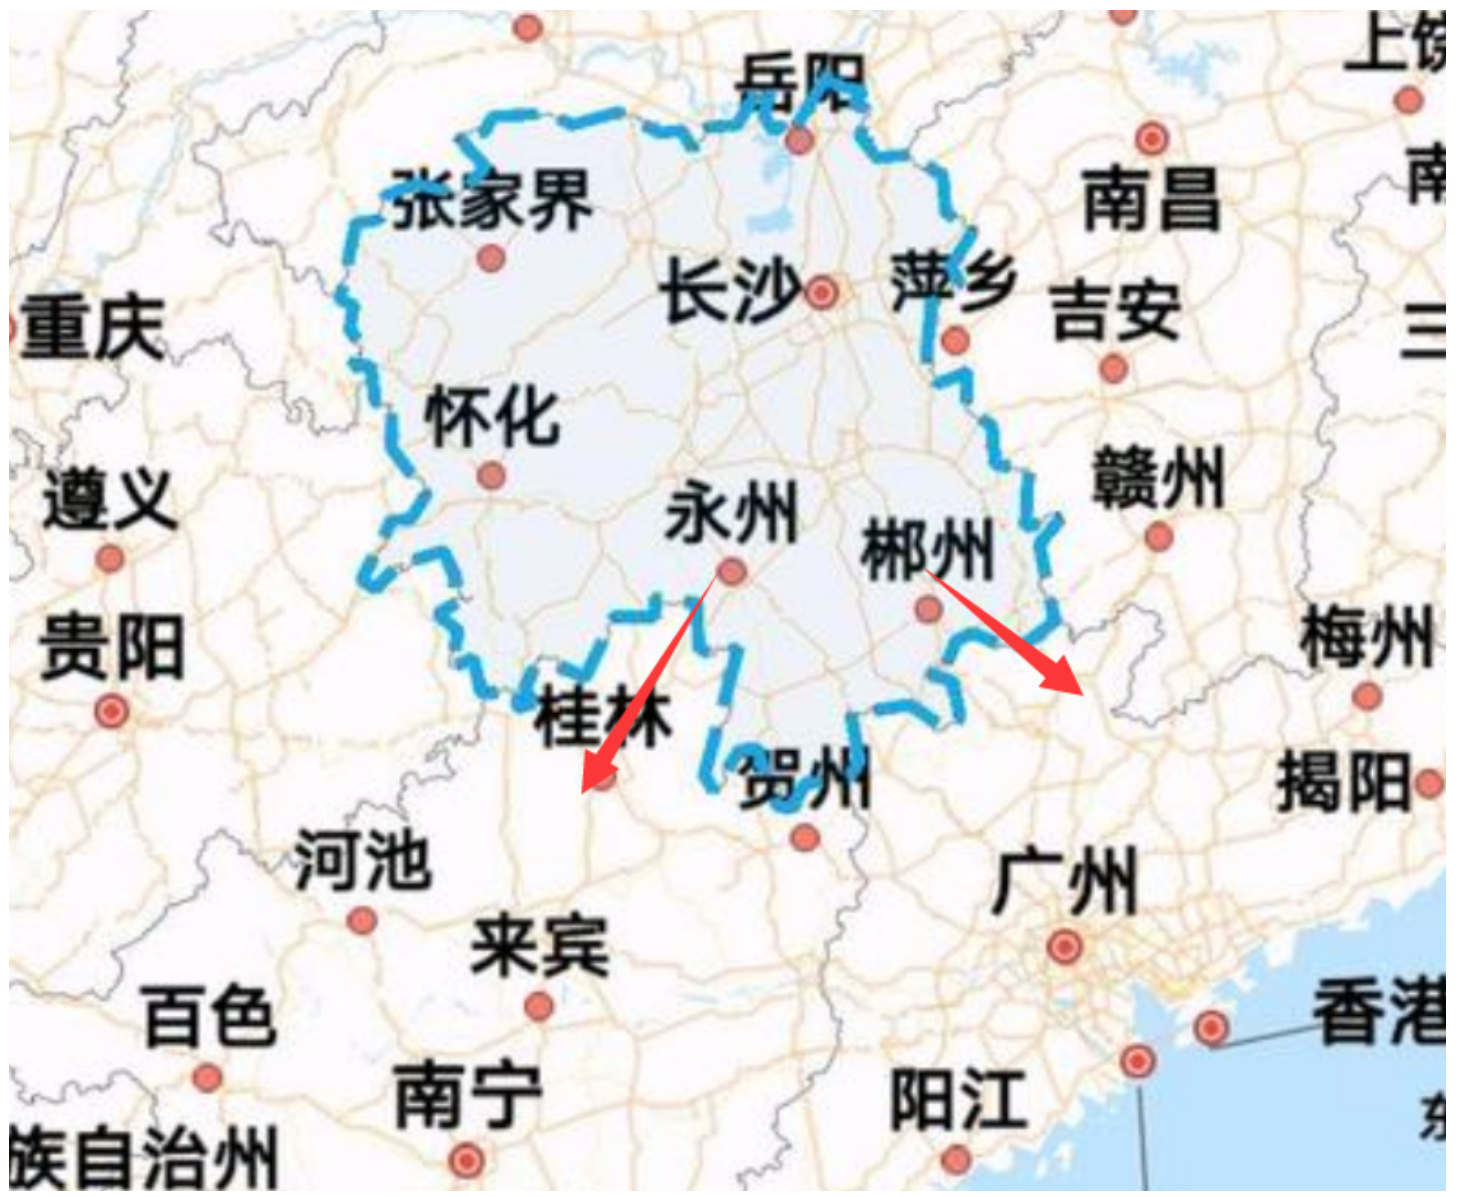 上饶
岳阳
张家界
南昌
南
长沙
萍乡
吉安
重庆
三
怀化
遵义
永州
郴州
赣州
贵阳
桂林
贺州
梅州
揭阳
河池
广州
来宾
百色
香港
南宁
阳江
东
族自治州